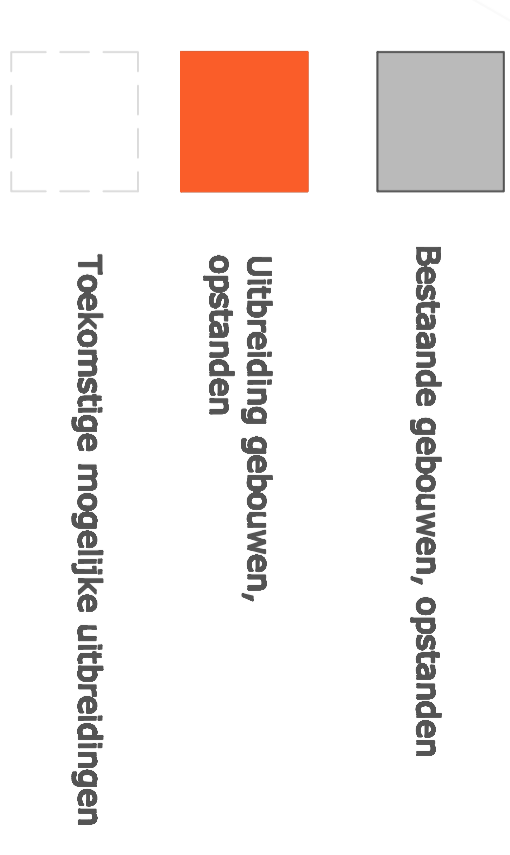 Bestaande gebouwen, opstanden
Uitbreiding gebouwen,
opstanden
Toekomstige mogelijke uitbreidingen